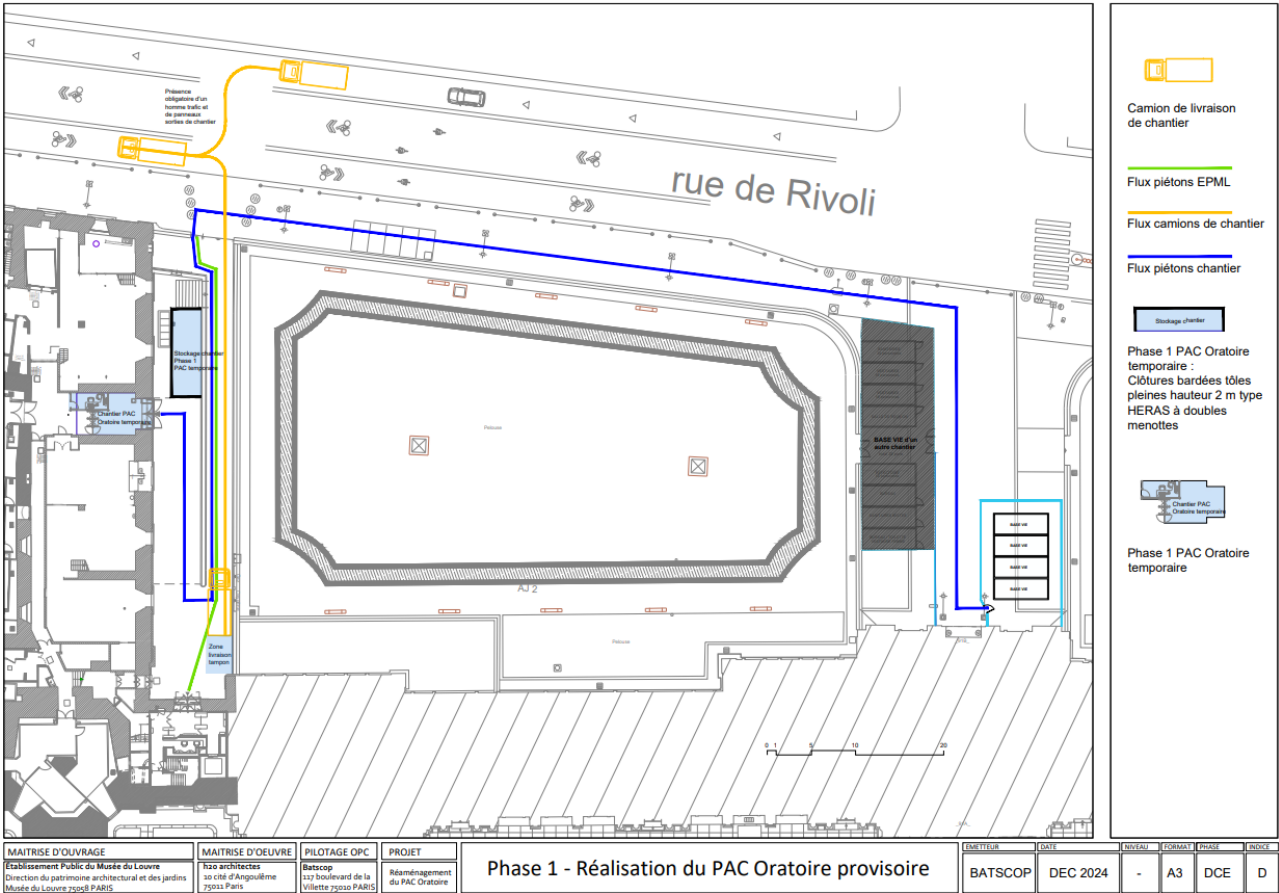 Présence
obligatoire d'un
homme trafic et
de panneaux
sorties de chantier
rue de Rivoli
Stockage chantier
Phase 1
PAC temporaire
Chantier PAC
Oratoire temporaire
Pelouse
BASE VIE d'un
autre chantier
BASE VIE
BASE VIE
BASE VIE
BASE VIE
AJ 2
Pelouse
Zone
livraison
tampon
0 1 5 10 20
Camion de livraison
de chantier
Flux piétons EPML
Flux camions de chantier
Flux piétons chantier
Stockage chantier
Phase 1 PAC Oratoire
temporaire :
Clôtures bardées tôles
pleines hauteur 2 m type
HERAS à doubles
menottes
Chantier PAC
Oratoire temporaire
Phase 1 PAC Oratoire
temporaire
MAITRISE D'OUVRAGE
Établissement Public du Musée du Louvre
Direction du patrimoine architectural et des jardins
Musée du Louvre 75058 PARIS
MAITRISE D'OEUVRE
h2o architectes
10 cité d'Angoulême
75011 Paris
PILOTAGE OPC
Batscop
117 boulevard de la
Villette 75010 PARIS
PROJET
Réaménagement
du PAC Oratoire
Phase 1 - Réalisation du PAC Oratoire provisoire
EMETTEUR
BATSCOP
DATE
DEC 2024
NIVEAU
-
FORMAT
A3
PHASE
DCE
INDICE
D